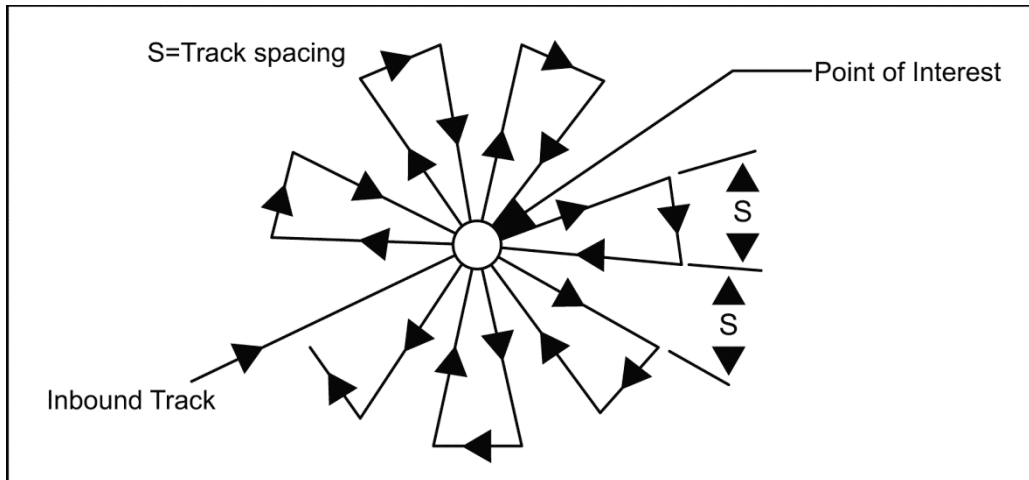 S=Track spacing
Point of Interest
S
S
Inbound Track